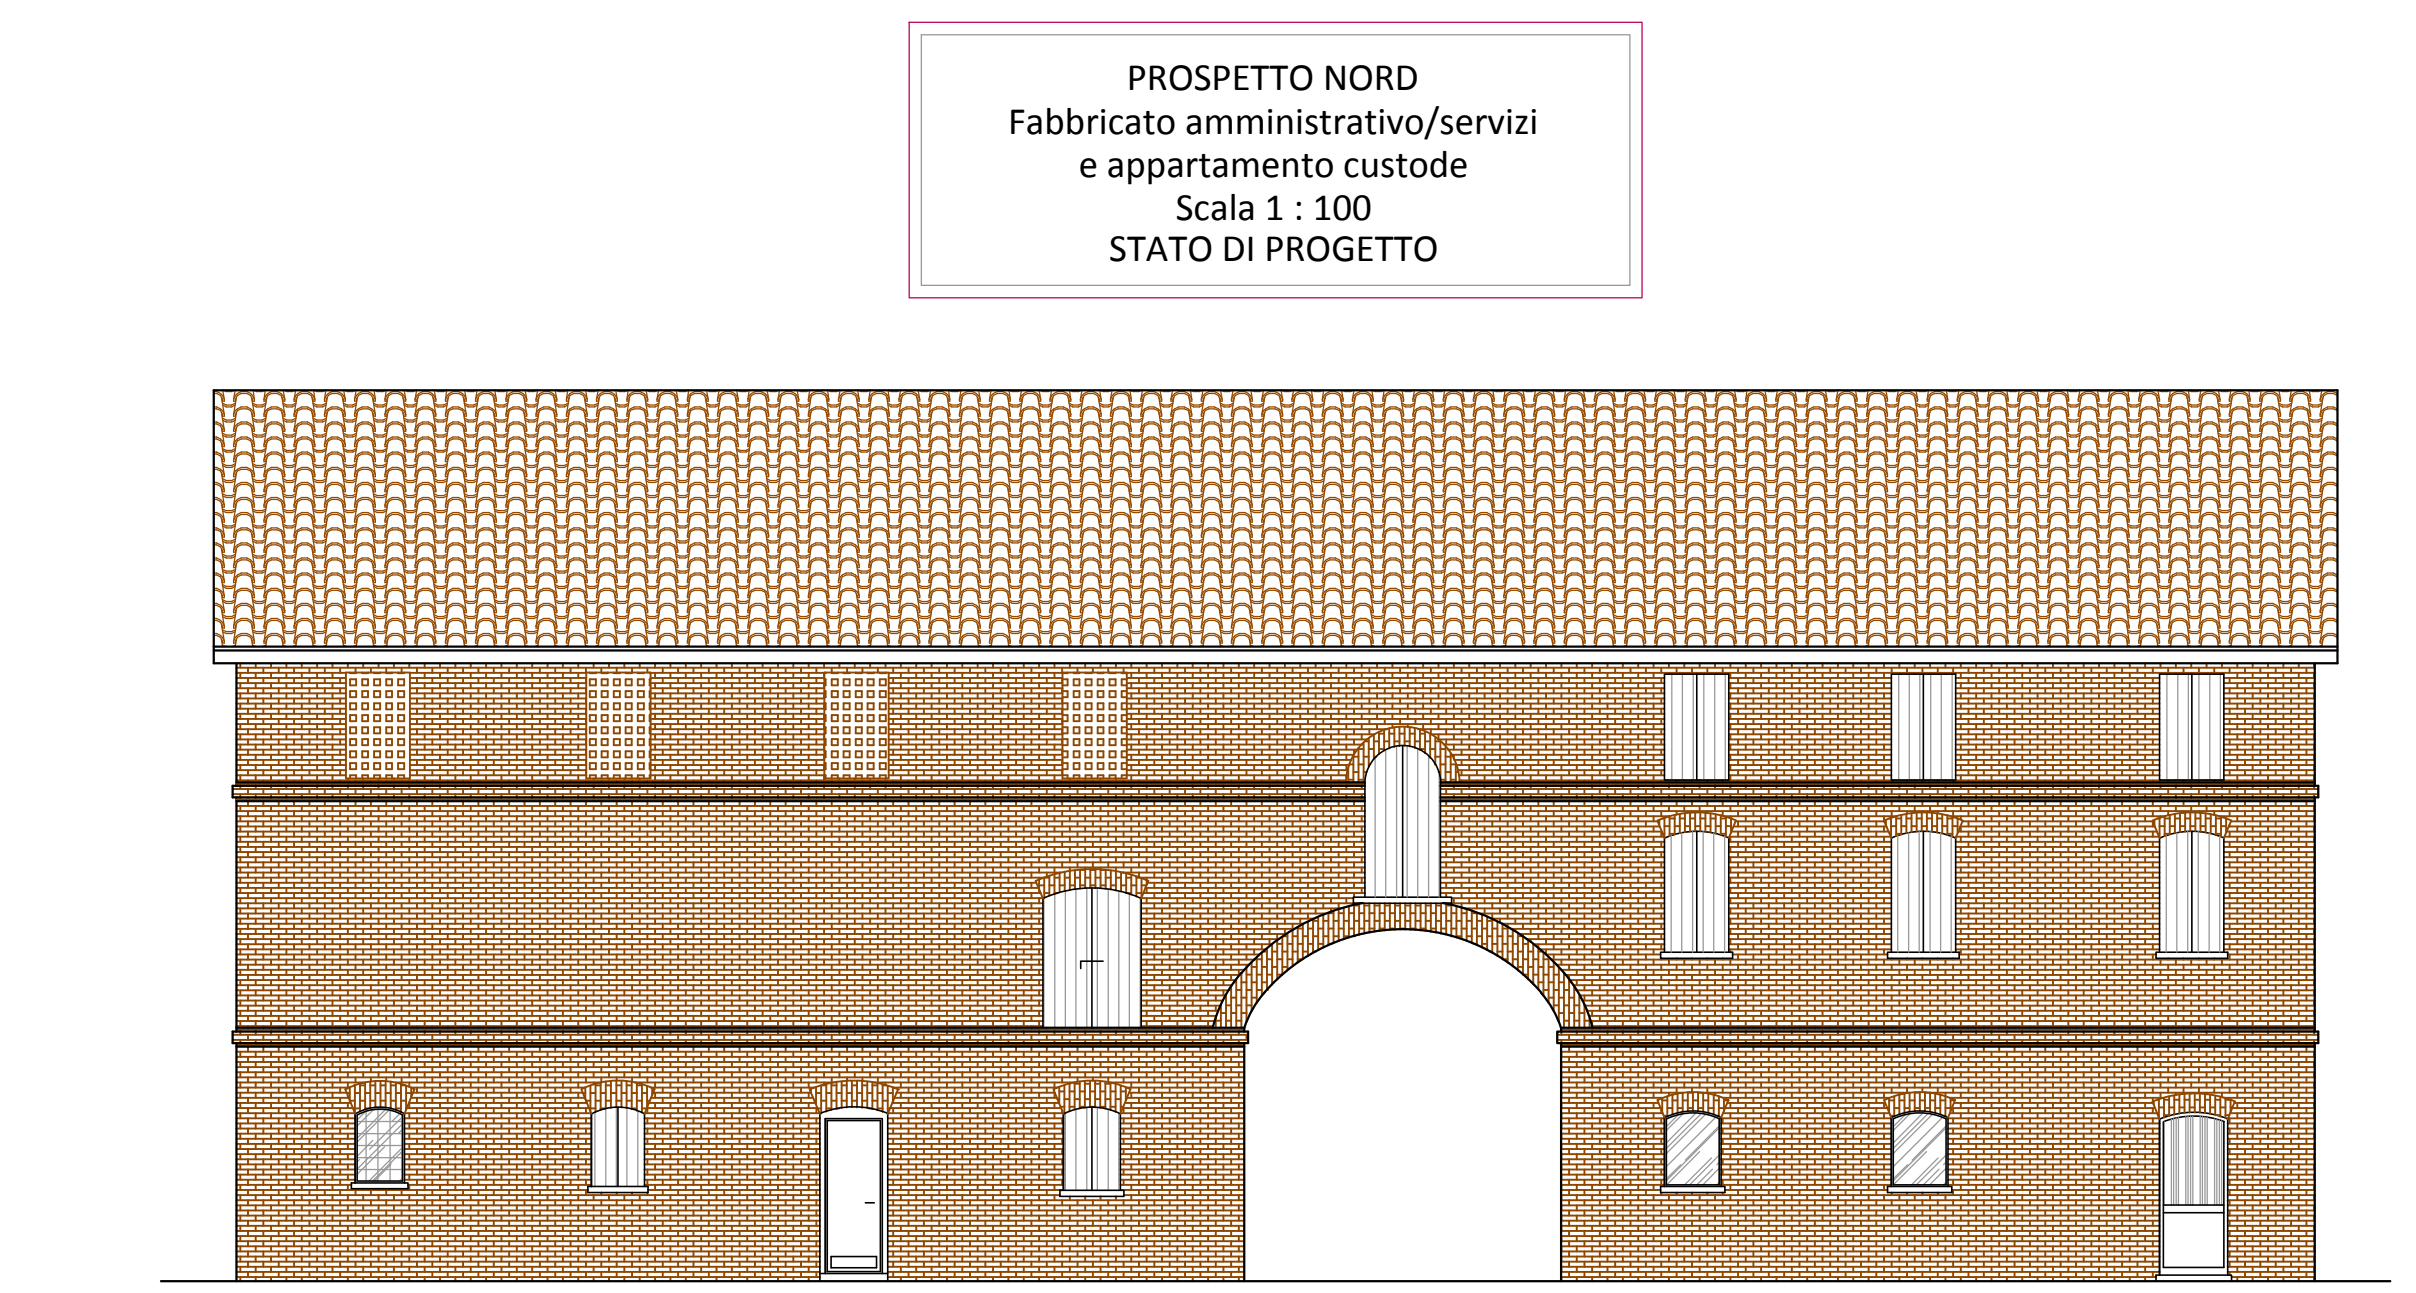 PROSPETTO NORD
Fabbricato amministrativo/servizi
e appartamento custode
Scala 1 : 100
STATO DI PROGETTO